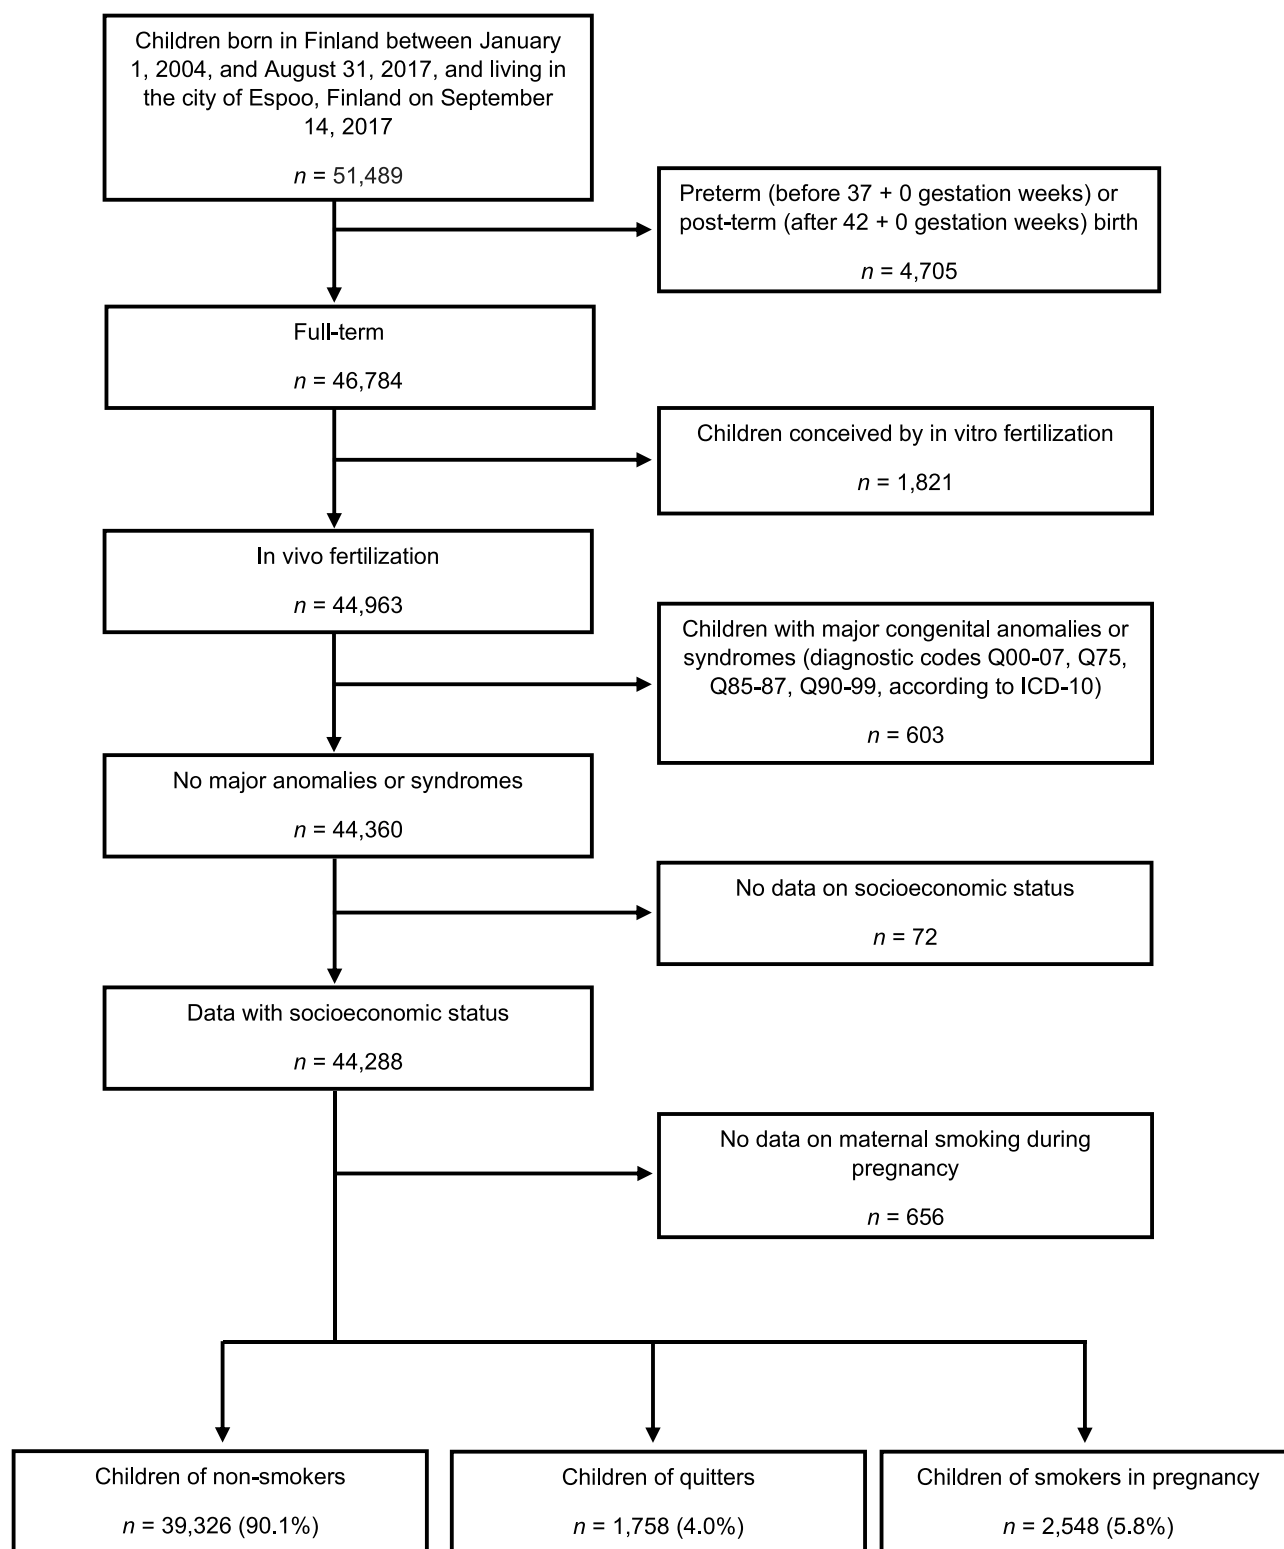 Children born in Finland between January
1, 2004, and August 31, 2017, and living in
the city of Espoo, Finland on September
14, 2017
n = 51,489
Preterm (before 37 + 0 gestation weeks) or
post-term (after 42 + 0 gestation weeks) birth
n = 4,705
Full-term
n = 46,784
Children conceived by in vitro fertilization
n = 1,821
In vivo fertilization
n = 44,963
Children with major congenital anomalies or
syndromes (diagnostic codes Q00-07, Q75,
Q85-87, Q90-99, according to ICD-10)
n = 603
No major anomalies or syndromes
n = 44,360
No data on socioeconomic status
n = 72
Data with socioeconomic status
n = 44,288
No data on maternal smoking during
pregnancy
n = 656
Children of non-smokers
n = 39,326 (90.1%)
Children of quitters
n = 1,758 (4.0%)
Children of smokers in pregnancy
n = 2,548 (5.8%)